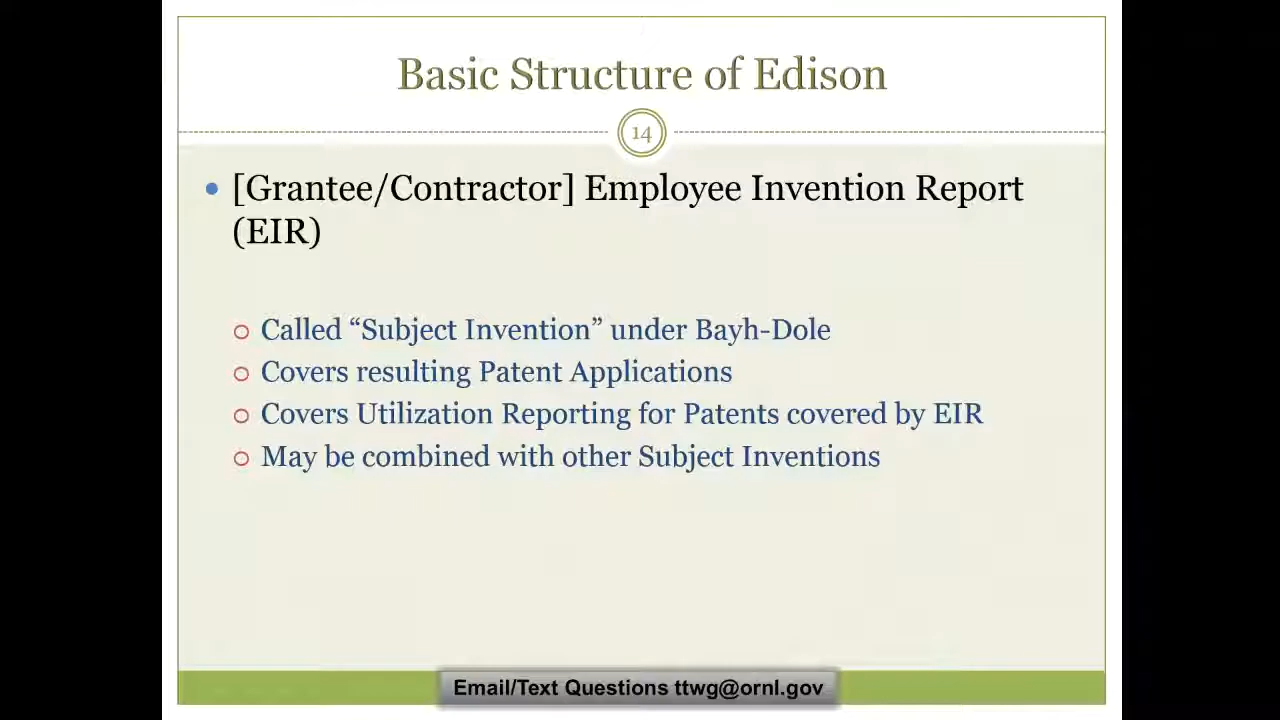 Basic Structure of Edison
14
[Grantee/Contractor] Employee Invention Report
(EIR)
Called “Subject Invention” under Bayh-Dole
Covers resulting Patent Applications
Covers Utilization Reporting for Patents covered by EIR
May be combined with other Subject Inventions
Email/Text Questions ttwg@ornl.gov